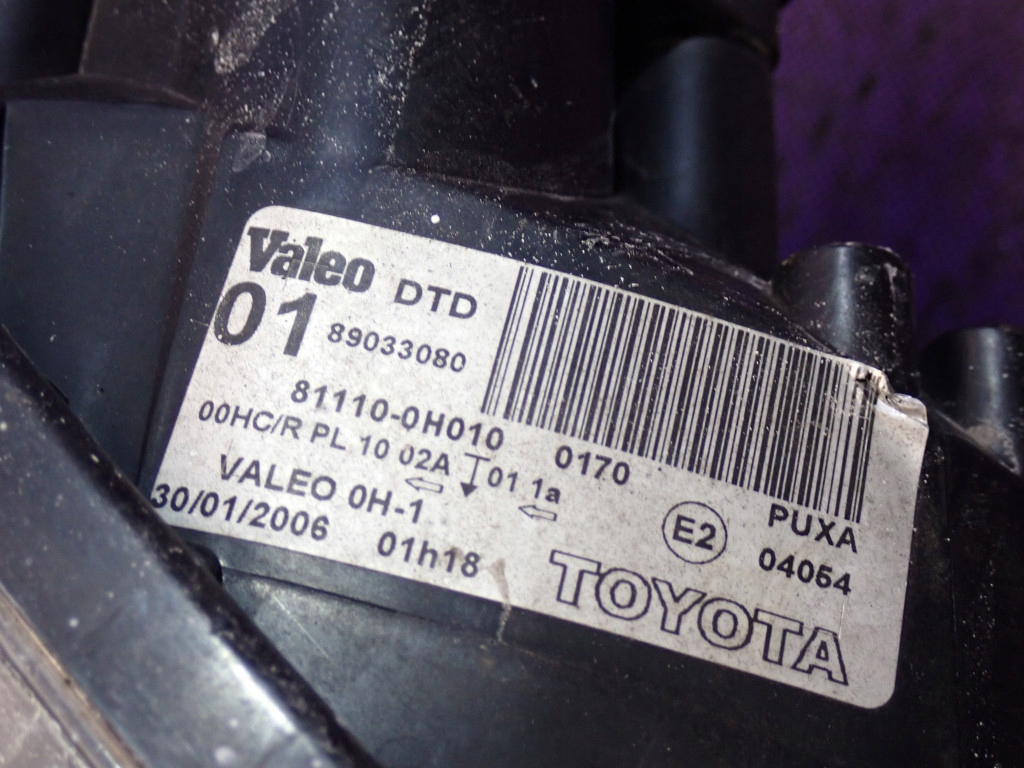 Valeo DTD
01 89033080
81110-0H010 0170
00HC/R PL 10 02A 01 1a
VALEO 0H-1
30/01/2006 01h18
E2
PUXA
04054
TOYOTA